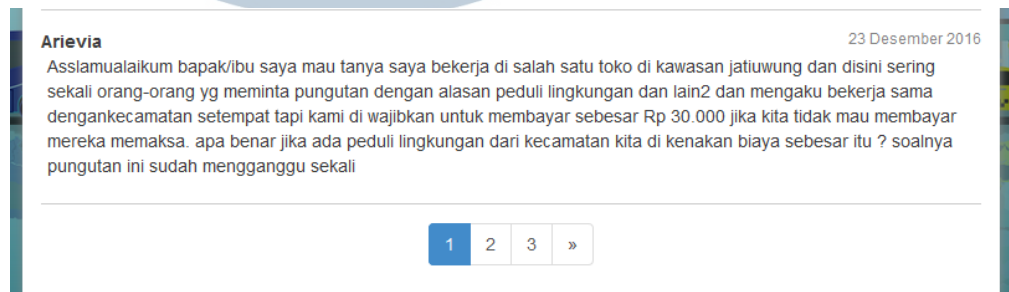 Arievia
23 Desember 2016
Asslamualaikum bapak/ibu saya mau tanya saya bekerja di salah satu toko di kawasan jatiuwung dan disini sering
sekali orang-orang yg meminta pungutan dengan alasan peduli lingkungan dan lain2 dan mengaku bekerja sama
dengankecamatan setempat tapi kami di wajibkan untuk membayar sebesar Rp 30.000 jika kita tidak mau membayar
mereka memaksa. apa benar jika ada peduli lingkungan dari kecamatan kita di kenakan biaya sebesar itu ? soalnya
pungutan ini sudah mengganggu sekali
1 2 3 »